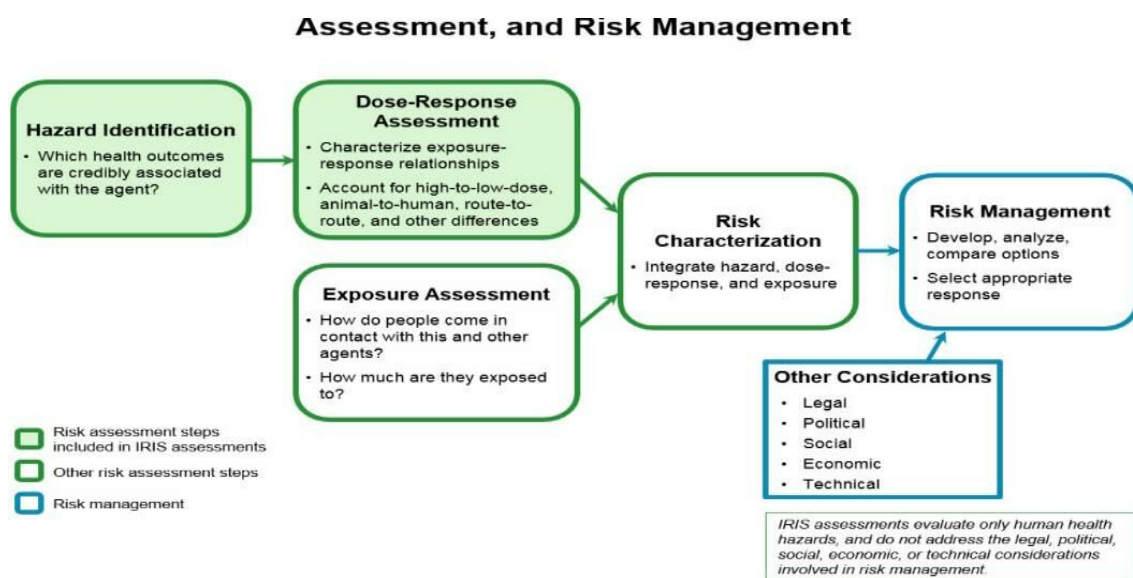 Assessment, and Risk Management
Hazard Identification
• Which health outcomes
are credibly associated
with the agent?
Dose-Response
Assessment
• Characterize exposure-
response relationships
• Account for high-to-low-dose,
animal-to-human, route-to-
route, and other differences
Exposure Assessment
• How do people come in
contact with this and other
agents?
• How much are they exposed
to?
Risk
Characterization
• Integrate hazard, dose-
response, and exposure
Risk Management
• Develop, analyze,
compare options
• Select appropriate
response
Other Considerations
• Legal
• Political
• Social
• Economic
• Technical
Risk assessment steps
included in IRIS assessments
Other risk assessment steps
Risk management
IRIS assessments evaluate only human health
hazards, and do not address the legal, political,
social, economic, or technical considerations
involved in risk management.